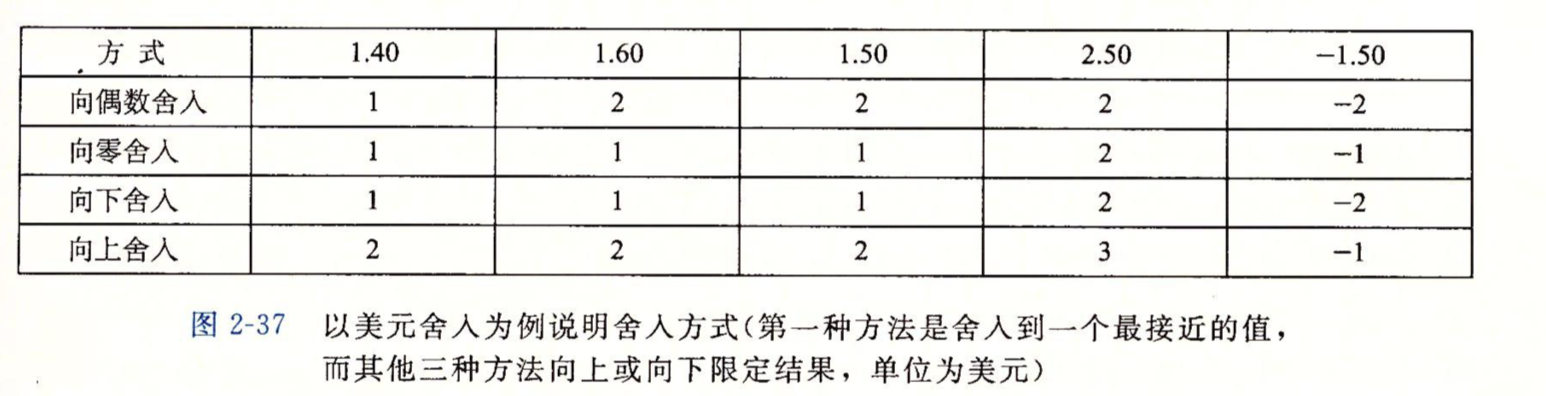 方 式 1.40 1.60 1.50 2.50 −1.50
向偶数舍入 1 2 2 2 −2
向零舍入 1 1 1 2 −1
向下舍入 1 1 1 2 −2
向上舍入 2 2 2 3 −1
图 2-37 以美元舍入为例说明舍入方式(第一种方法是舍入到一个最接近的值，
而其他三种方法向上或向下限定结果，单位为美元)